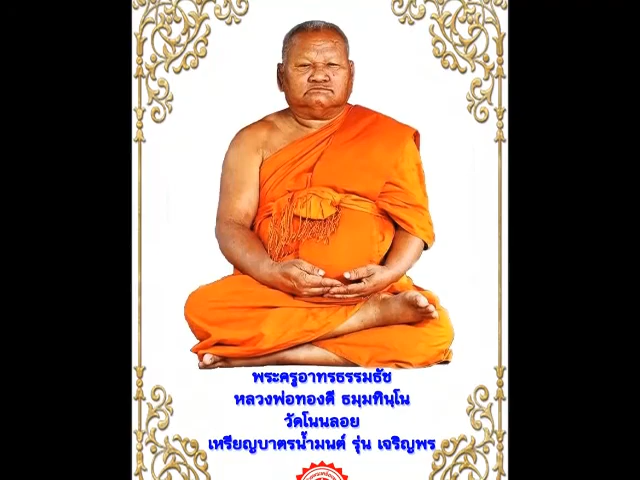 พระครูอาทรธรรมธัช
หลวงพ่อทองดี ธมฺมทินฺโน
วัดโนนลอย
เหรียญบาตรน้ำมนต์ รุ่น เจริญพร